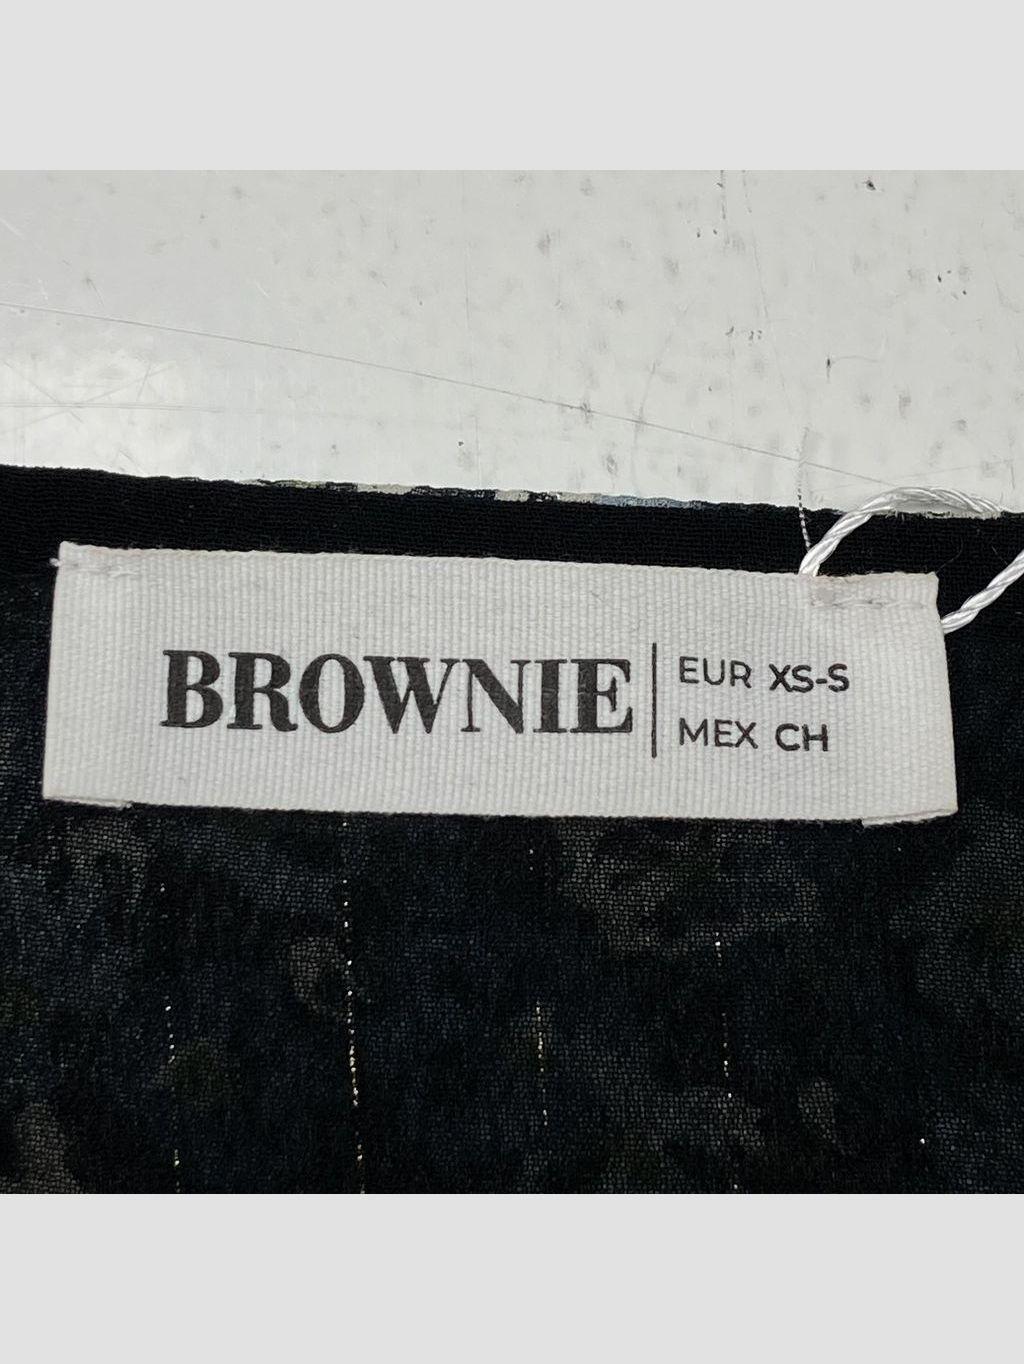 BROWNIE
EUR XS-S
MEX CH